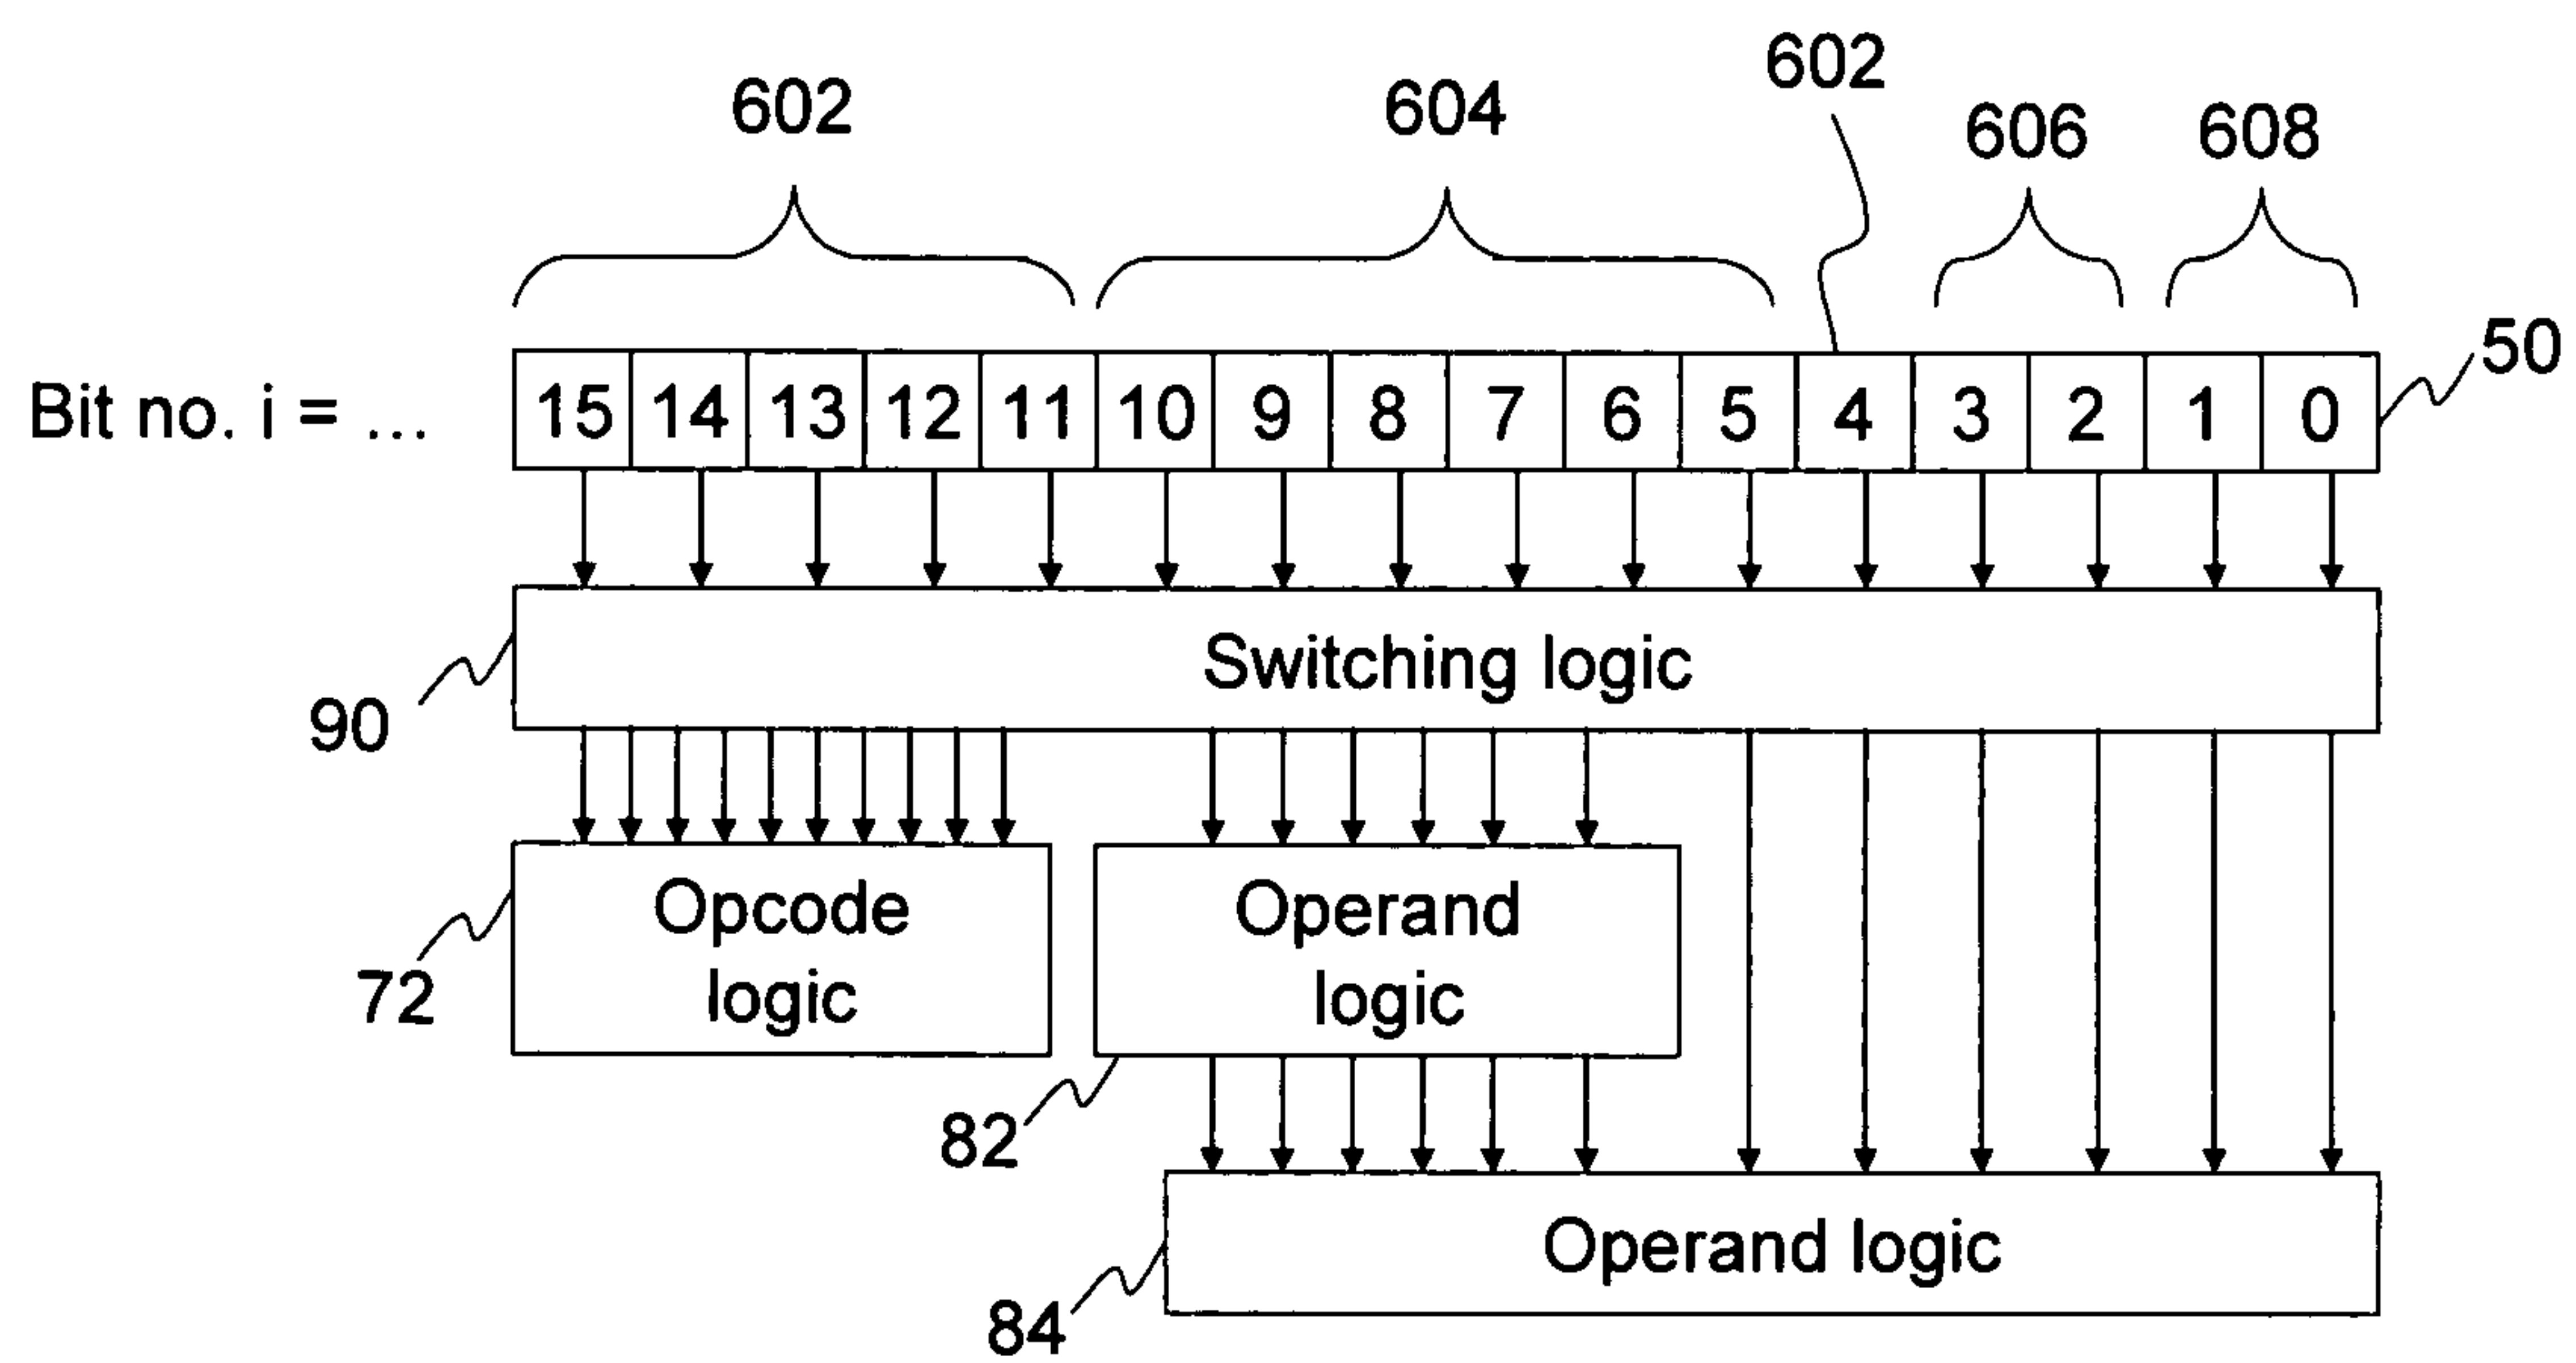 602 604 602 606 608
50
Bit no. i = ... 15 14 13 12 11 10 9 8 7 6 5 4 3 2 1 0
Switching logic
90
Opcode
logic
72
Operand
logic
82
Operand logic
84